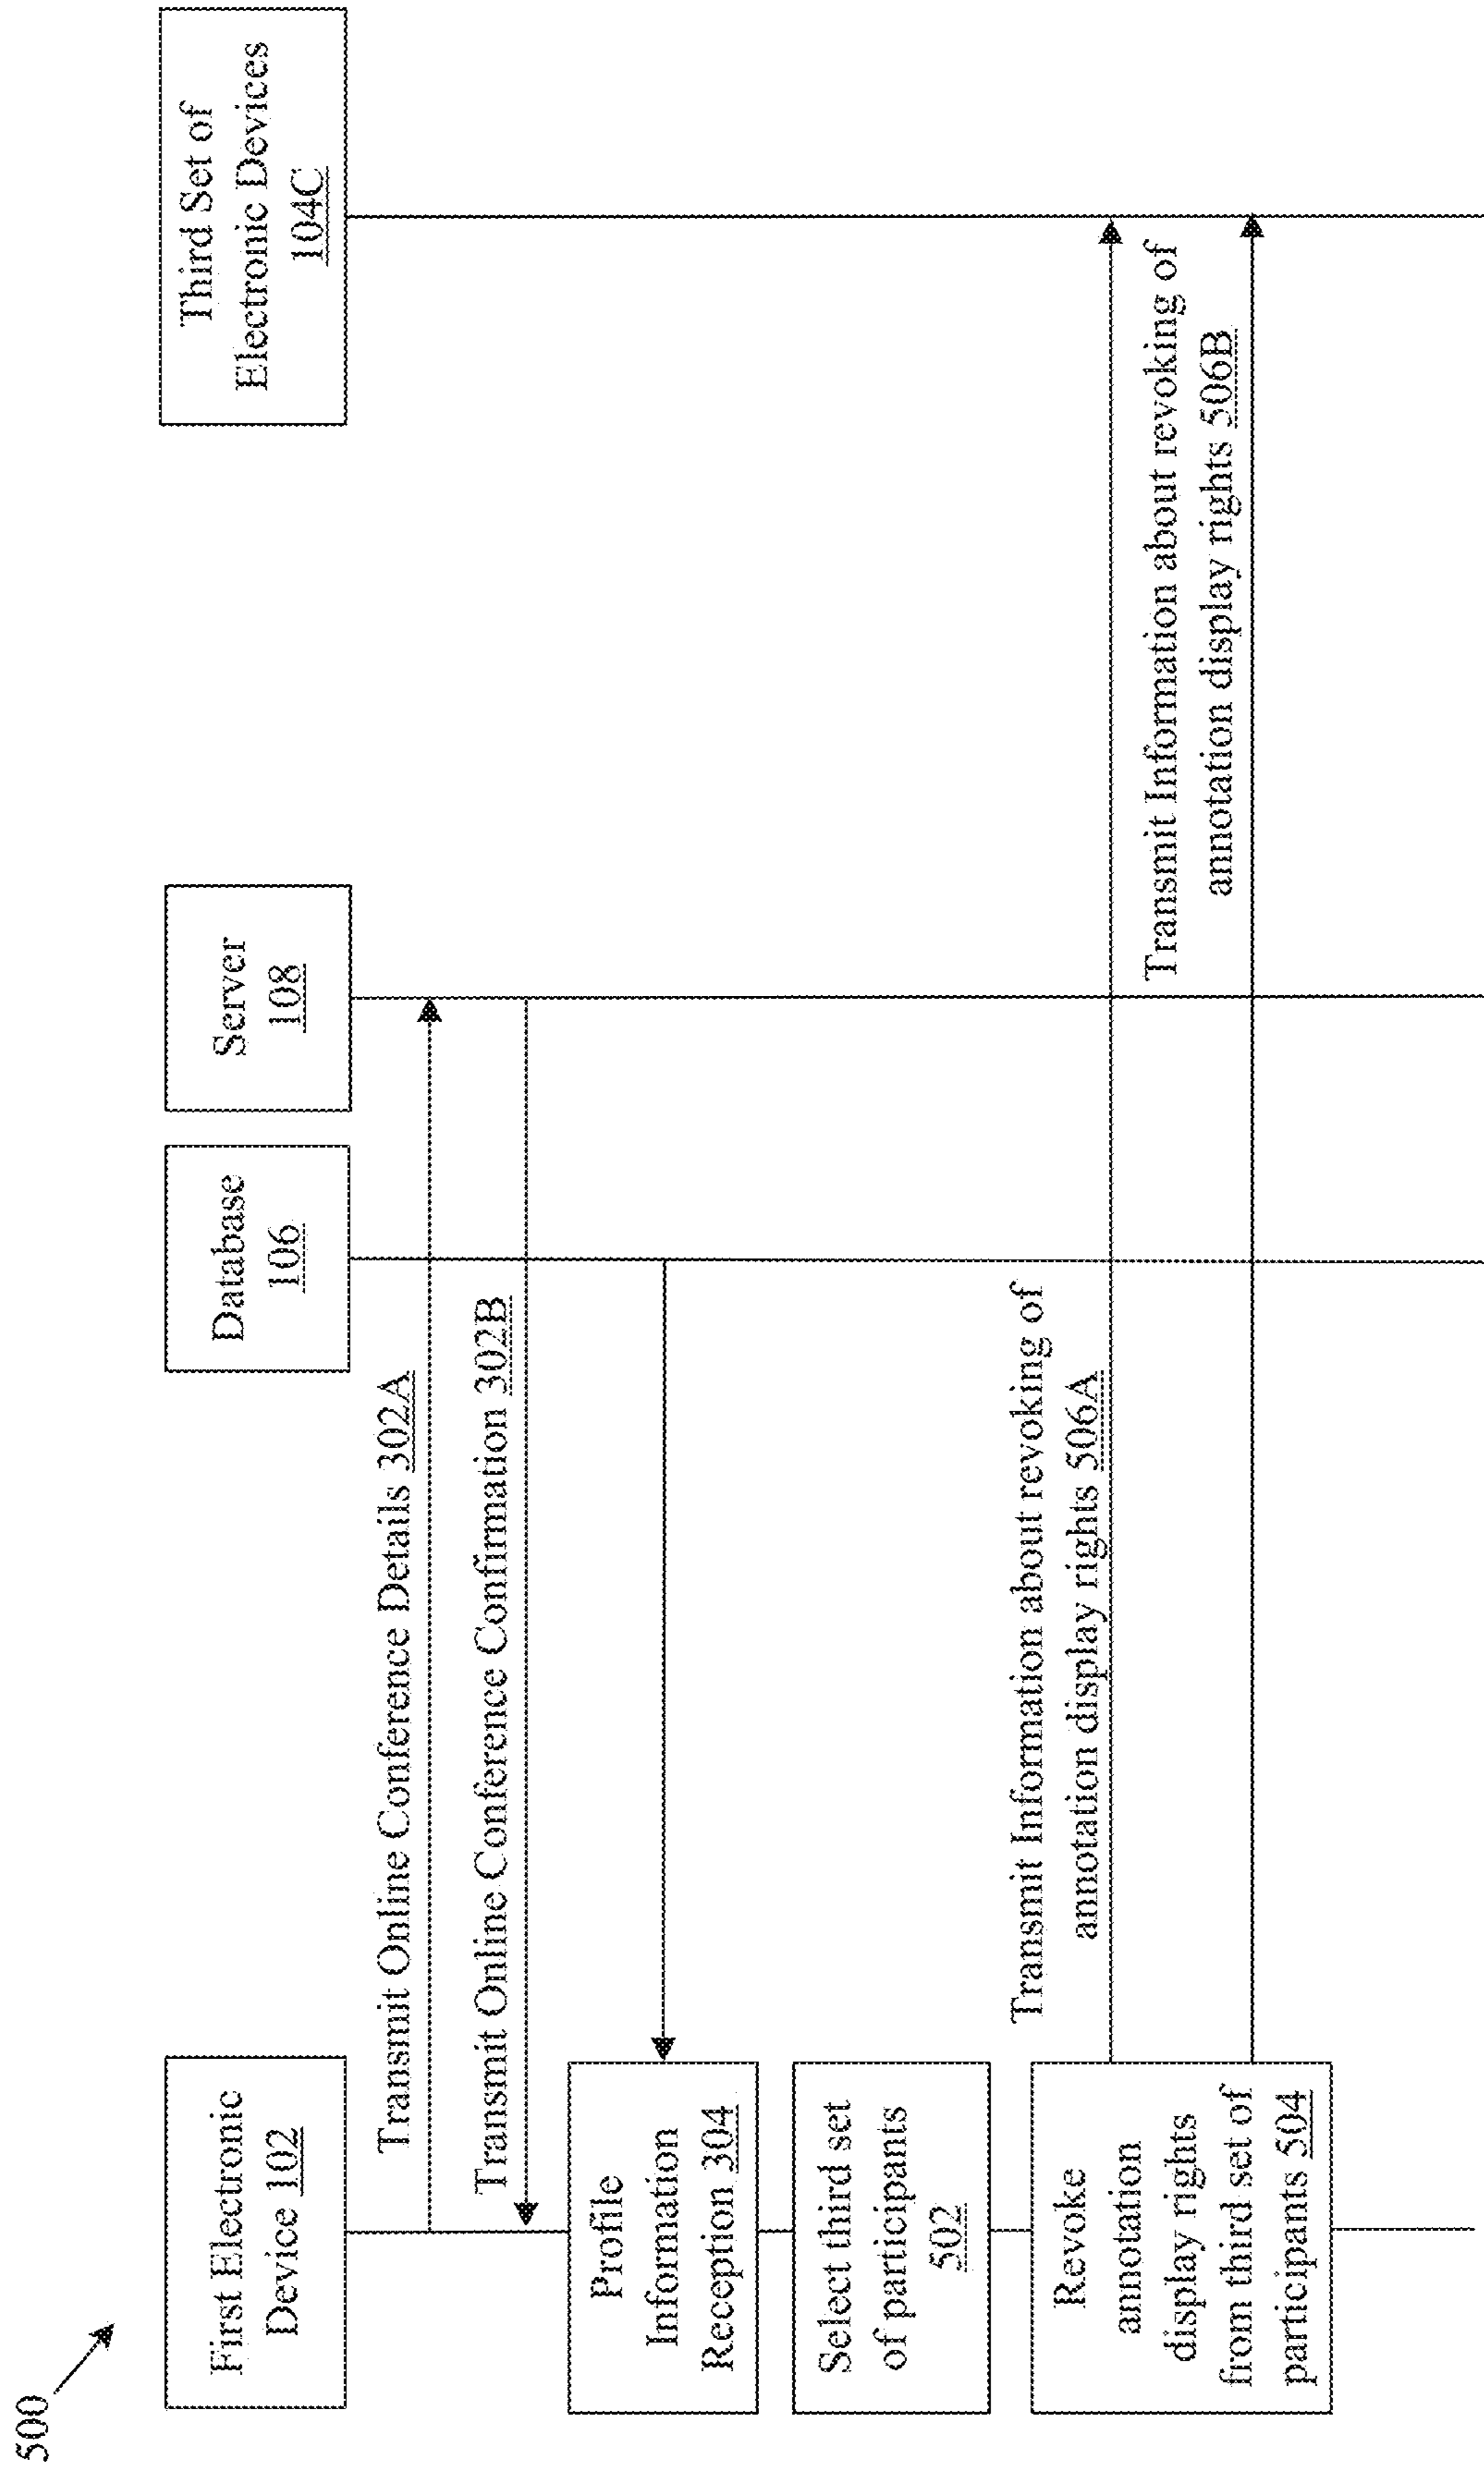 500
First Electronic
Device 102
Database
106
Server
108
Third Set of
Electronic Devices
104C
Transmit Online Conference Details 302A
Transmit Online Conference Confirmation 302B
Profile
Information
Reception 304
Select third set
of participants
502
Transmit Information about revoking of
annotation display rights 506A
Revoke
annotation
display rights
from third set of
participants 504
Transmit Information about revoking of
annotation display rights 506B